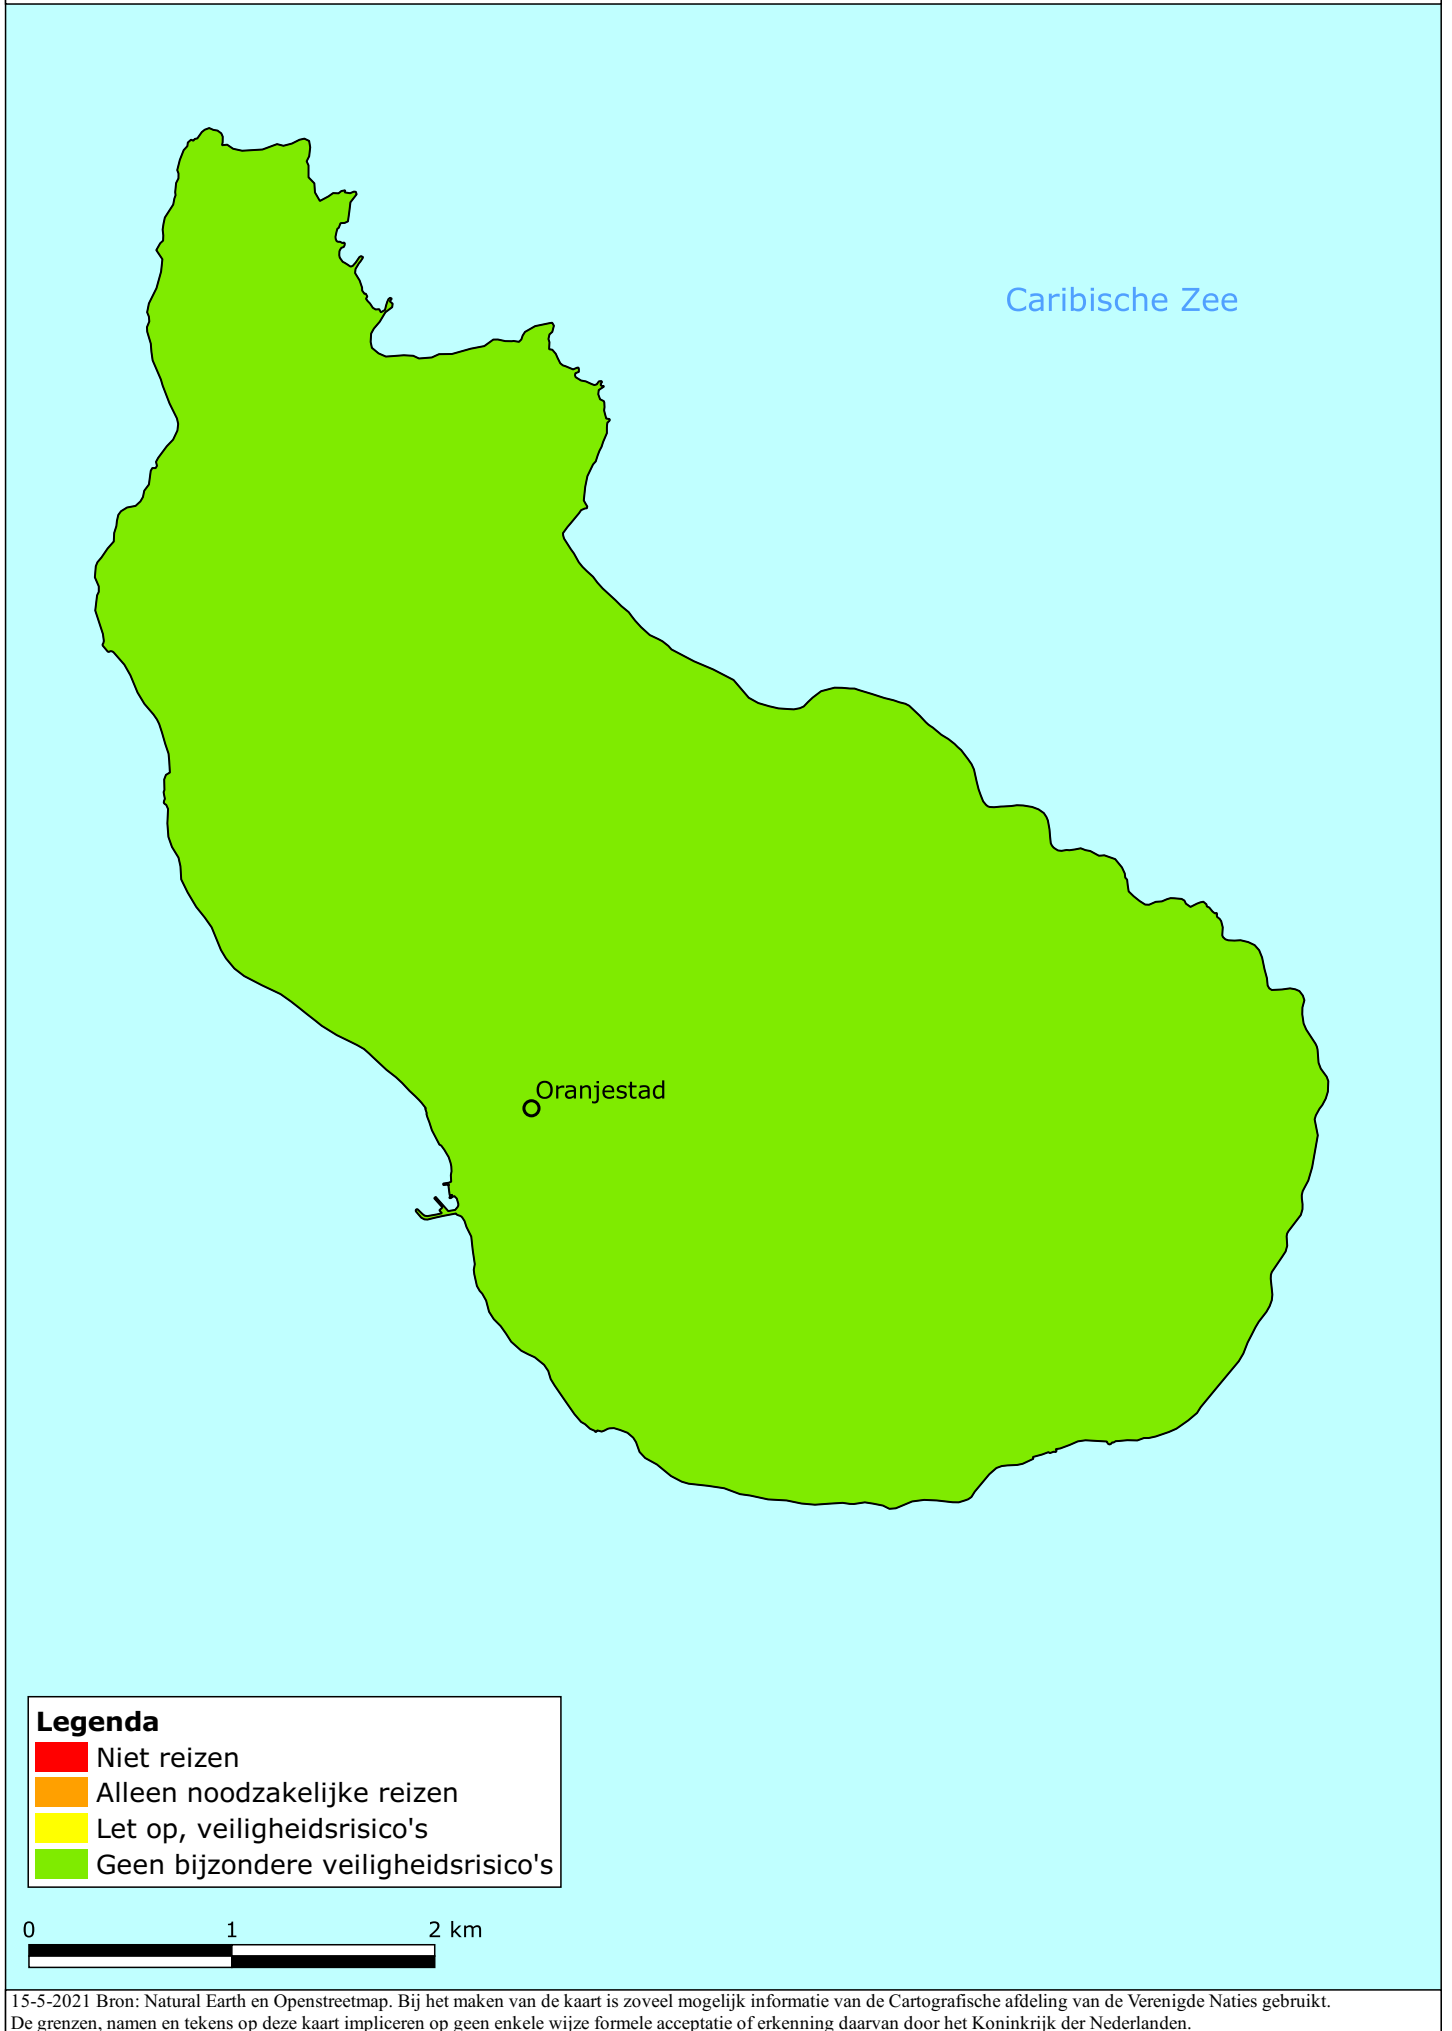 Caribische Zee
Oranjestad
Legenda
Niet reizen
Alleen noodzakelijke reizen
Let op, veiligheidsrisico's
Geen bijzondere veiligheidsrisico's
0 1 2 km
15-5-2021 Bron: Natural Earth en Openstreetmap. Bij het maken van de kaart is zoveel mogelijk informatie van de Cartografische afdeling van de Verenigde Naties gebruikt.
De grenzen, namen en tekens op deze kaart impliceren op geen enkele wijze formele acceptatie of erkenning daarvan door het Koninkrijk der Nederlanden.